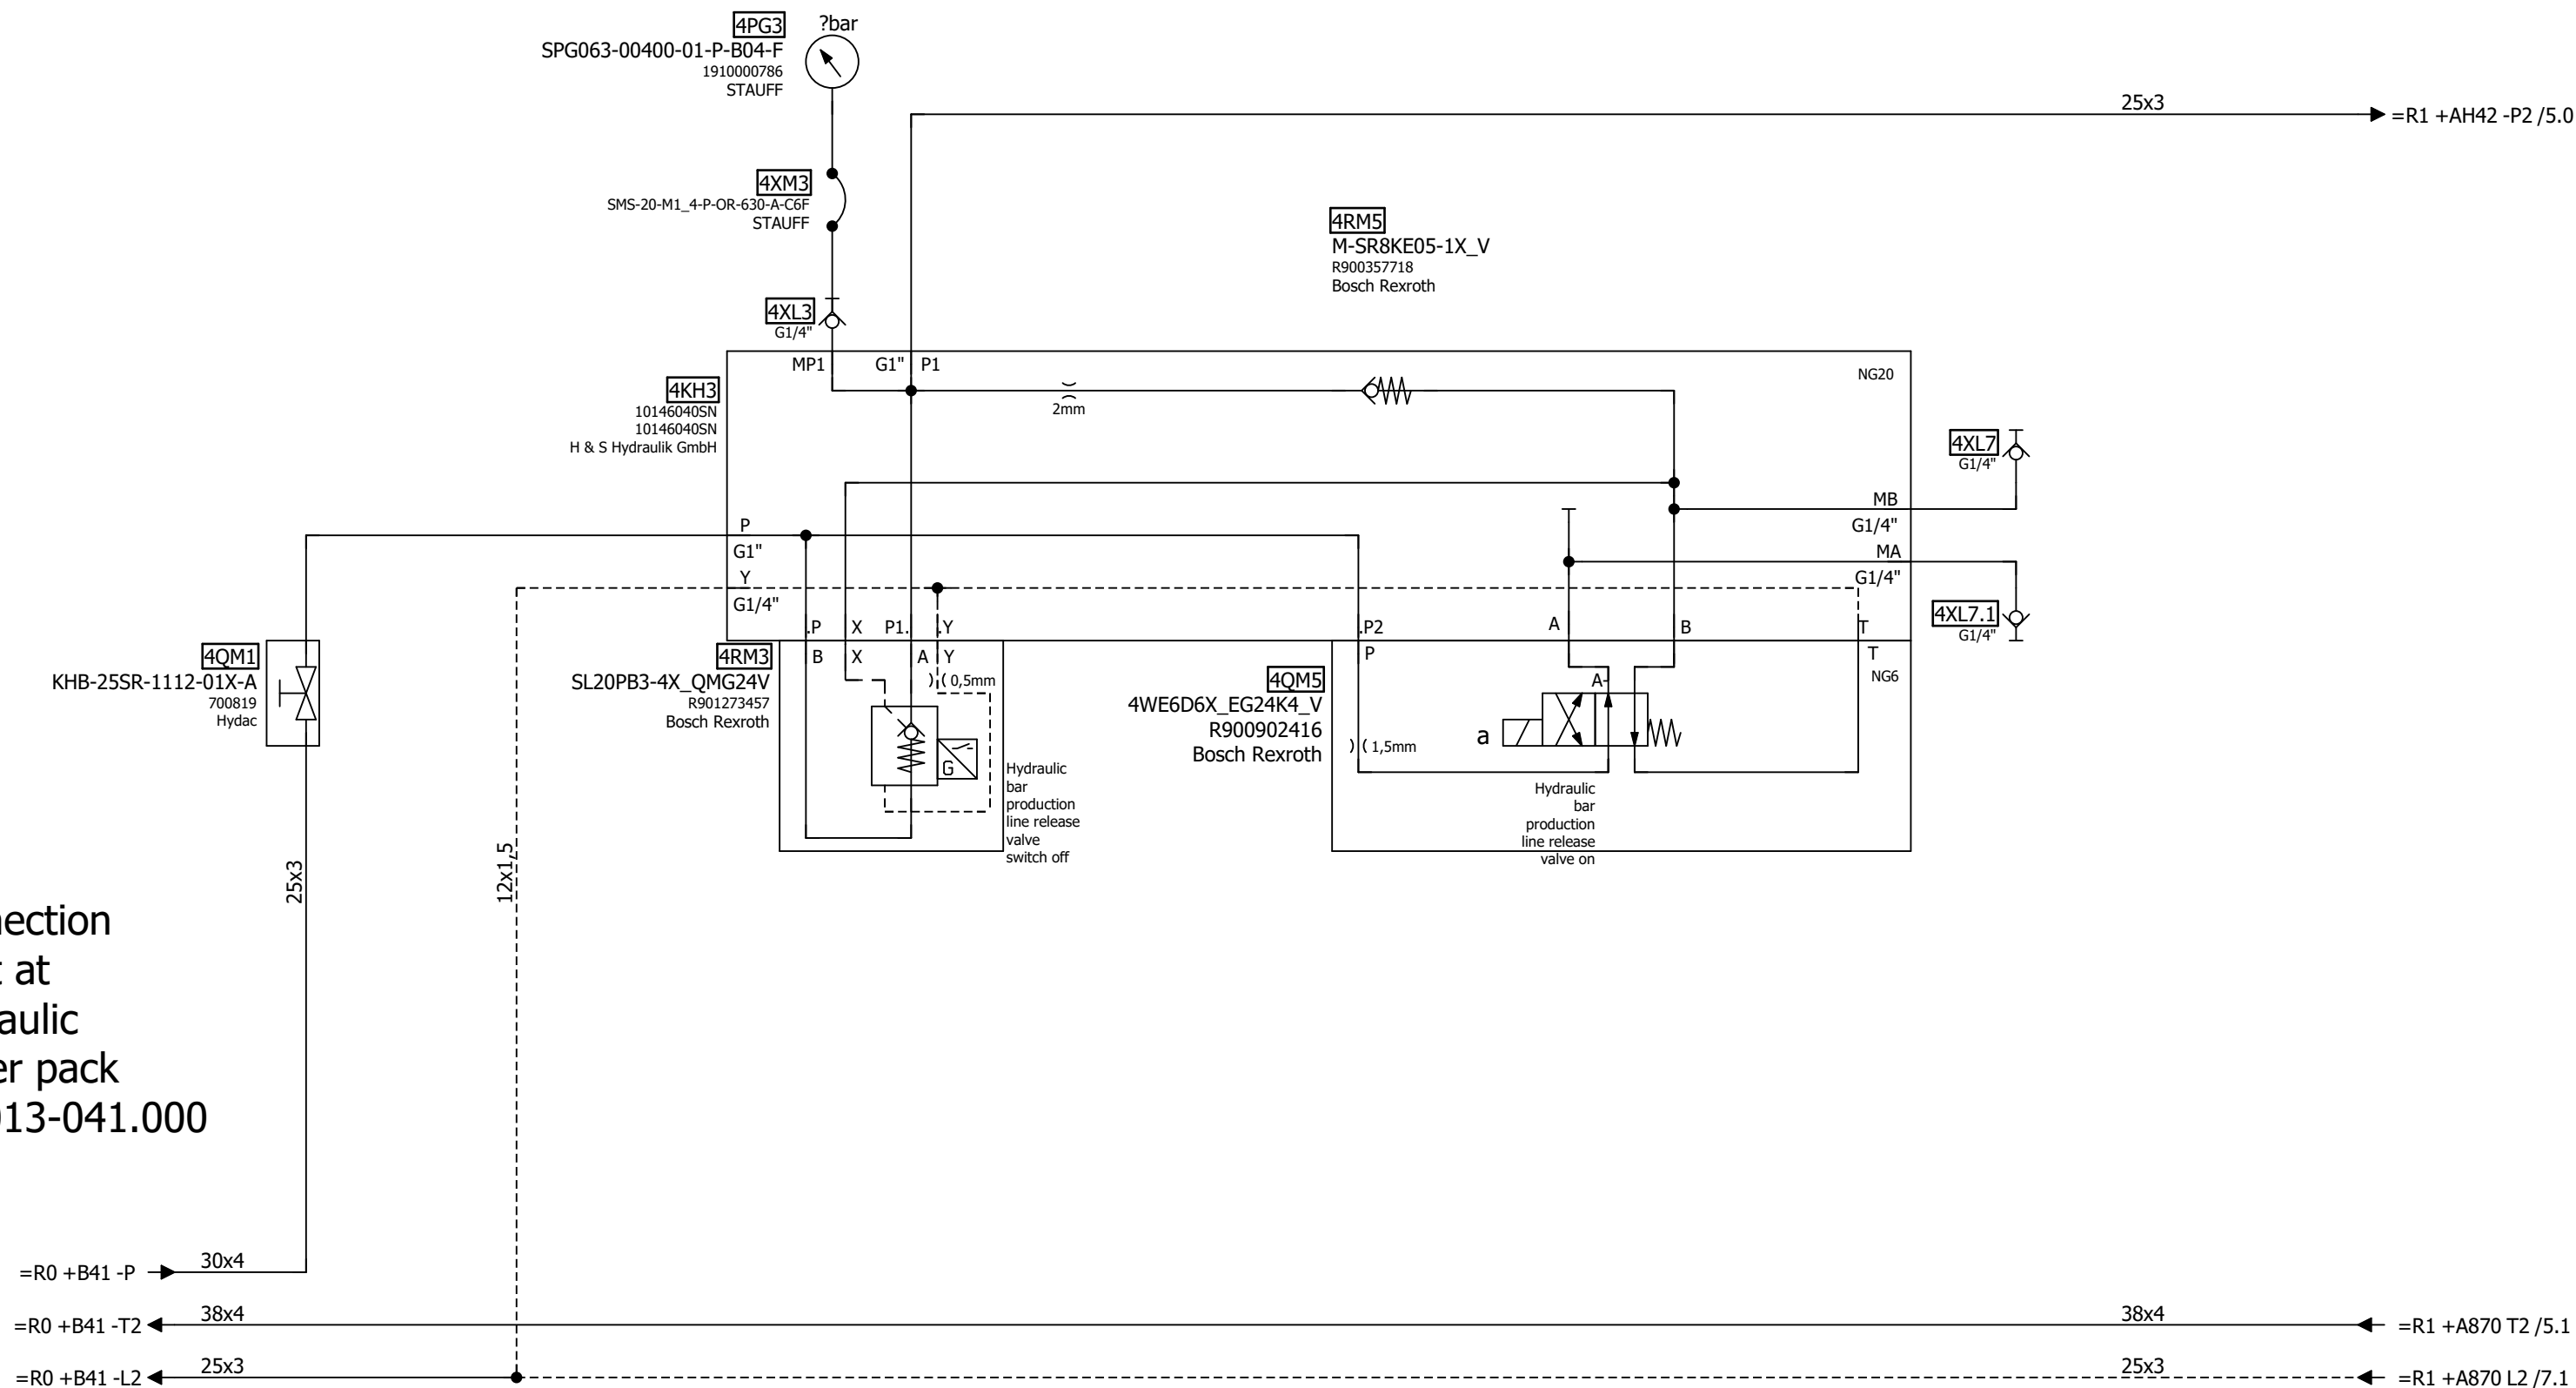 4PG3
?bar
SPG063-00400-01-P-B04-F
1910000786
STAUFF
25x3
=R1 +AH42 -P2 /5.0
4XM3
SMS-20-M1_4-P-OR-630-A-C6F
STAUFF
4RM5
M-SR8KE05-1X_V
R900357718
Bosch Rexroth
4XL3
G1/4"
MP1
G1"
P1
NG20
4KH3
10146040SN
10146040SN
H & S Hydraulik GmbH
2mm
4XL7
G1/4"
MB
G1/4"
P
G1"
MA
G1/4"
Y
G1/4"
4XL7.1
G1/4"
.P
X
P1.
.Y
.P2
A
B
T
4QM1
KHB-25SR-1112-01X-A
700819
Hydac
4RM3
SL20PB3-4X_QMG24V
R901273457
Bosch Rexroth
B
X
A
Y
0,5mm
G
Hydraulic
bar
production
line release
valve
switch off
4QM5
4WE6D6X_EG24K4_V
R900902416
Bosch Rexroth
P
1,5mm
A
a
T
NG6
Hydraulic
bar
production
line release
valve on
25x3
12x1,5
nection
t at
aulic
er pack
013-041.000
=R0 +B41 -P
30x4
=R0 +B41 -T2
38x4
38x4
=R1 +A870 T2 /5.1
=R0 +B41 -L2
25x3
25x3
=R1 +A870 L2 /7.1